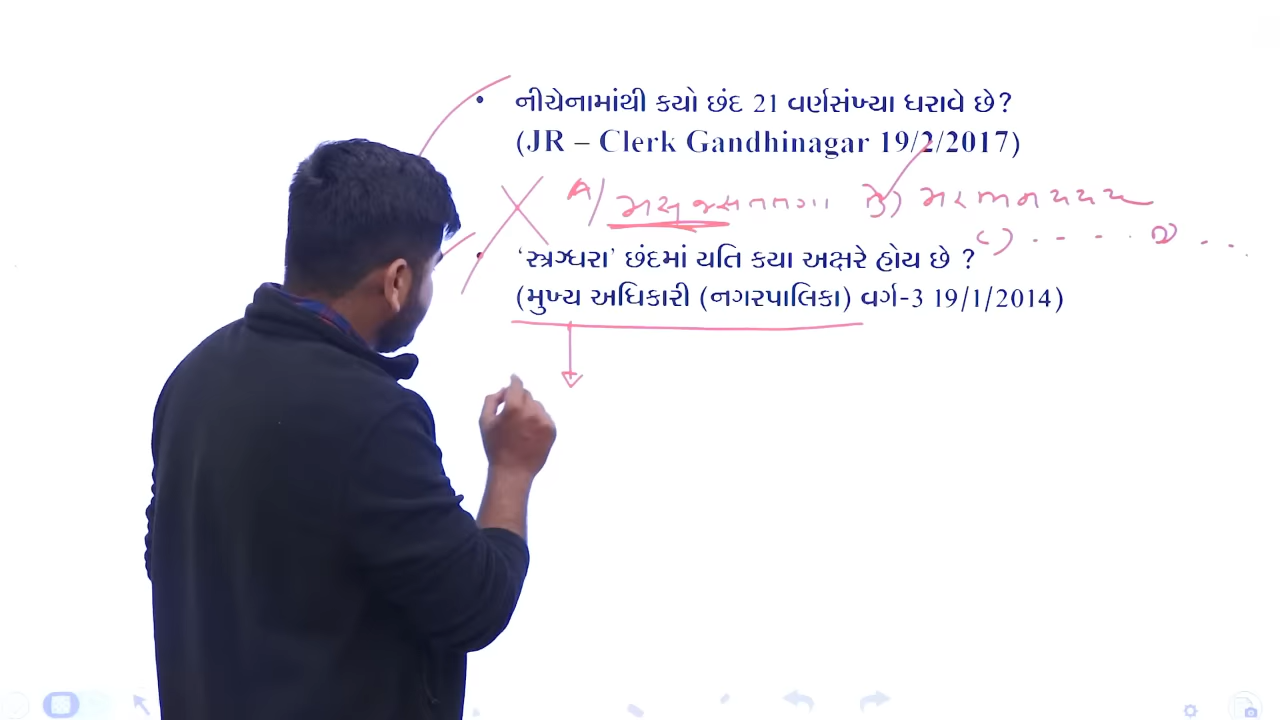 • નીચેનામાંથી કયો છંદ 21 વર્ણસંખ્યા ધરાવે છે?
(JR – Clerk Gandhinagar 19/2/2017)
A) મસજસતતગા B) મરભનયયય
C) . - - . D) . .
• ‘સ્ત્રગ્ધરા’ છંદમાં યતિ કયા અક્ષરે હોય છે ?
(મુખ્ય અધિકારી (નગરપાલિકા) વર્ગ-3 19/1/2014)